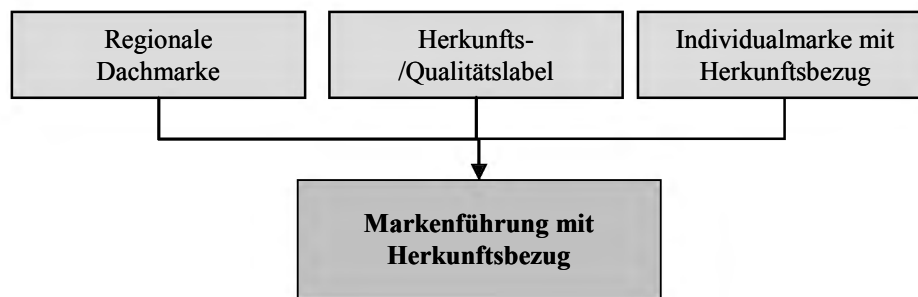 Regionale
Dachmarke
Herkunfts-
/Qualitätslabel
Individualmarke mit
Herkunftsbezug
Markenführung mit
Herkunftsbezug